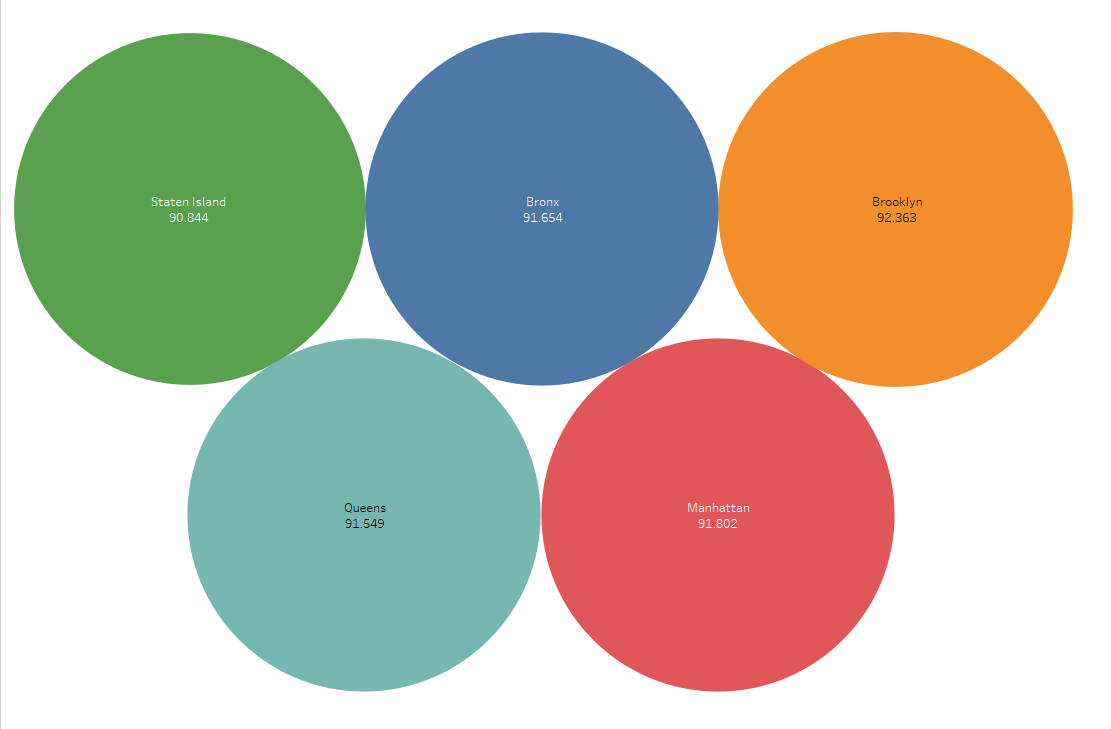 Staten Island
90.844
Bronx
91.654
Brooklyn
92.363
Queens
91.549
Manhattan
91.802